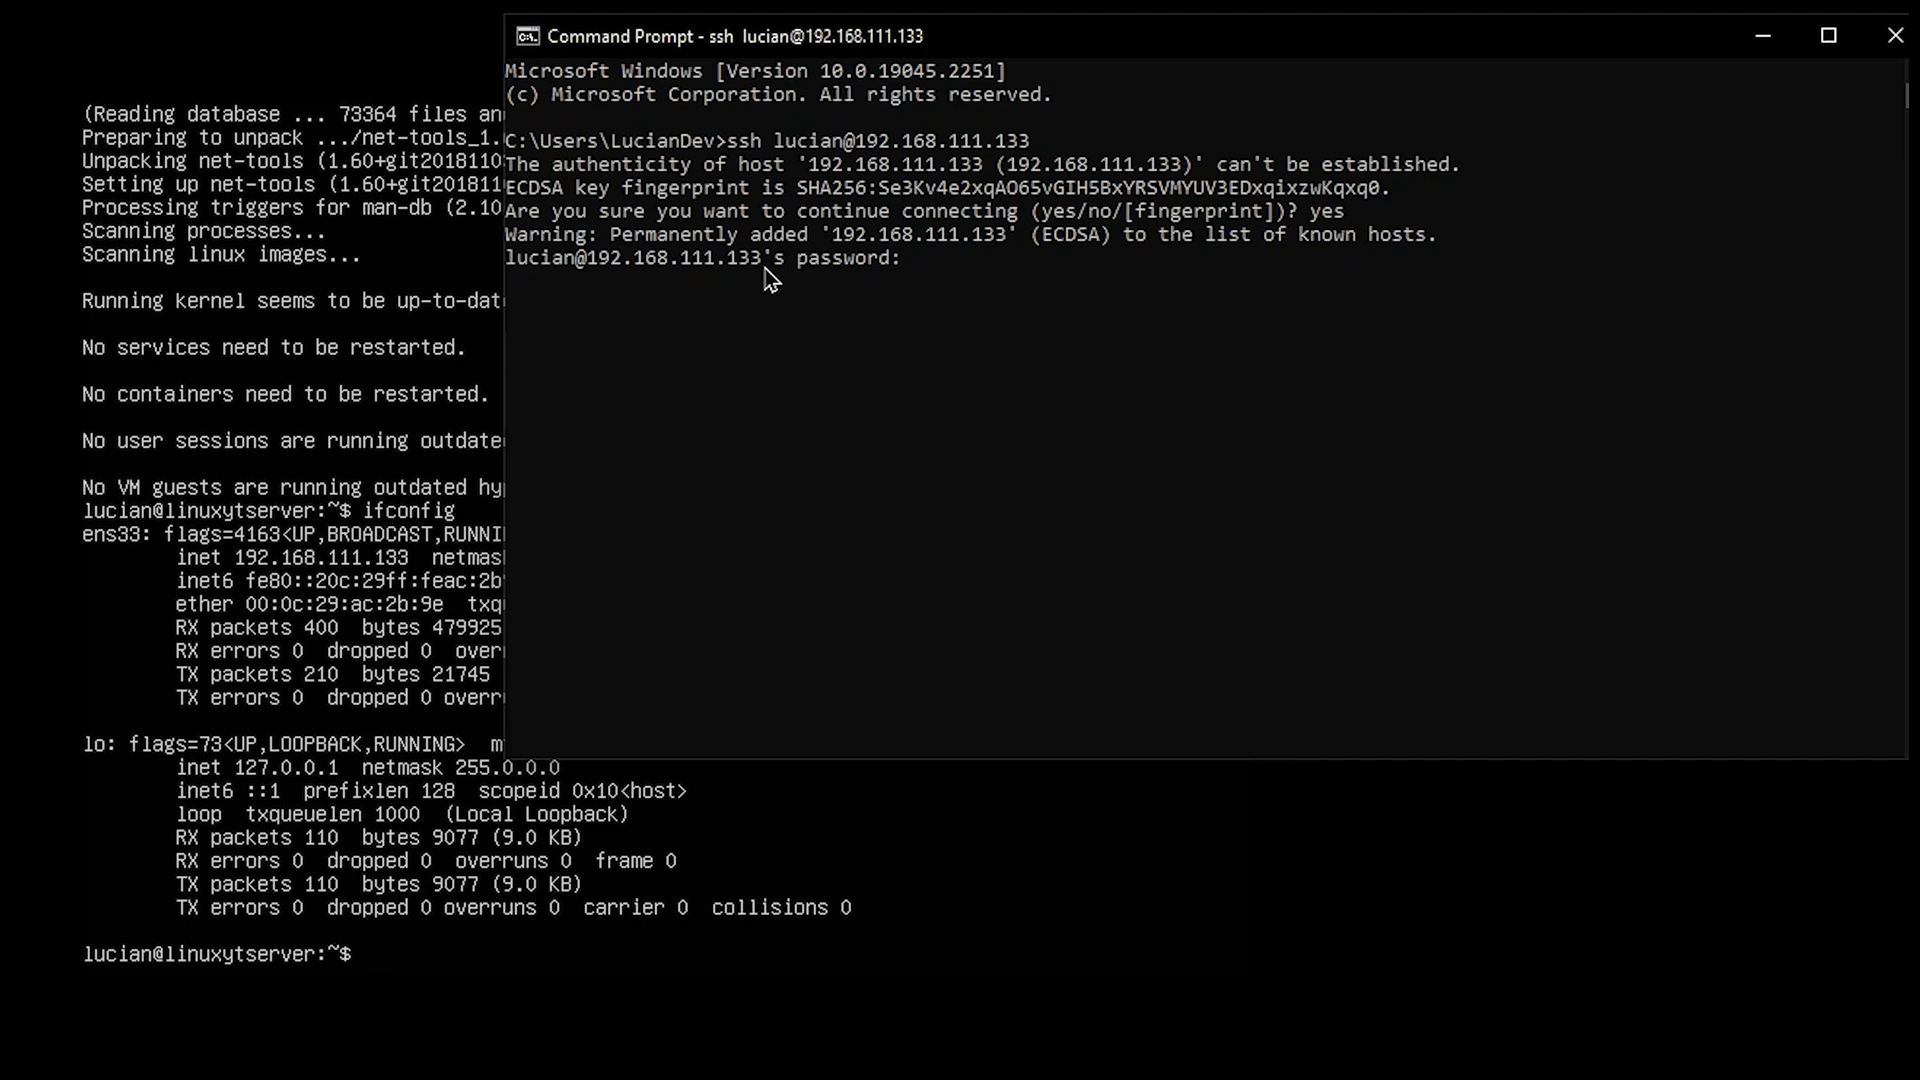 Command Prompt - ssh lucian@192.168.111.133
Microsoft Windows [Version 10.0.19045.2251]
(c) Microsoft Corporation. All rights reserved.
C:\Users\LucianDev>ssh lucian@192.168.111.133
The authenticity of host '192.168.111.133 (192.168.111.133)' can't be established.
ECDSA key fingerprint is SHA256:Se3Kv4e2xqAO65vGIH5BxYRSVMYUV3EDxqixzwKqxq0.
Are you sure you want to continue connecting (yes/no/[fingerprint])? yes
Warning: Permanently added '192.168.111.133' (ECDSA) to the list of known hosts.
lucian@192.168.111.133's password:
(Reading database ... 73364 files an
Preparing to unpack .../net-tools_1.
Unpacking net-tools (1.60+git2018110
Setting up net-tools (1.60+git201811
Processing triggers for man-db (2.10
Scanning processes...
Scanning linux images...
Running kernel seems to be up-to-dat
No services need to be restarted.
No containers need to be restarted.
No user sessions are running outdate
No VM guests are running outdated hy
lucian@linuxytserver:~$ ifconfig
ens33: flags=4163<UP,BROADCAST,RUNNI
inet 192.168.111.133 netmas
inet6 fe80::20c:29ff:feac:2b
ether 00:0c:29:ac:2b:9e txq
RX packets 400 bytes 479925
RX errors 0 dropped 0 over
TX packets 210 bytes 21745
TX errors 0 dropped 0 overr
lo: flags=73<UP,LOOPBACK,RUNNING> m
inet 127.0.0.1 netmask 255.0.0.0
inet6 ::1 prefixlen 128 scopeid 0x10<host>
loop txqueuelen 1000 (Local Loopback)
RX packets 110 bytes 9077 (9.0 KB)
RX errors 0 dropped 0 overruns 0 frame 0
TX packets 110 bytes 9077 (9.0 KB)
TX errors 0 dropped 0 overruns 0 carrier 0 collisions 0
lucian@linuxytserver:~$